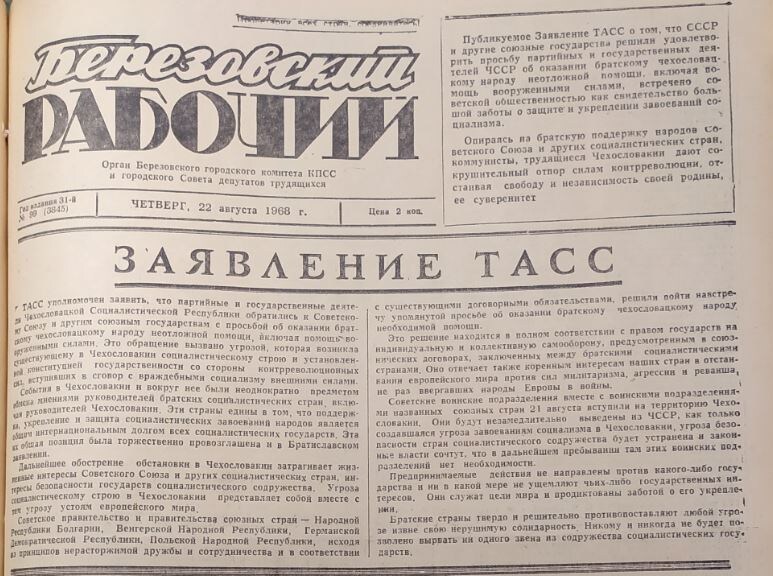 Пролетарии всех стран, соединяйтесь!
Березовский
РАБОЧИЙ
Орган Березовского городского комитета КПСС
и городского Совета депутатов трудящихся
Год издания 31-й
№ 99 (3845)
ЧЕТВЕРГ, 22 августа 1968 г.
Цена 2 коп.
Публикуемое Заявление ТАСС о том, что СССР
и другие союзные государства решили удовлетво-
рить просьбу партийных и государственных дея-
телей ЧССР об оказании братскому чехословац-
кому народу неотложной помощи, включая по-
мощь вооруженными силами, встречено со-
ветской общественностью как свидетельство боль-
шой заботы о защите и укреплении завоеваний со-
циализма.
Опираясь на братскую поддержку народов Со-
ветского Союза и других социалистических стран,
коммунисты, трудящиеся Чехословакии дают со-
крушительный отпор силам контрреволюции, от-
стаивая свободу и независимость своей родины,
ее суверенитет
ЗАЯВЛЕНИЕ ТАСС
ТАСС уполномочен заявить, что партийные и государственные деяте-
ли Чехословацкой Социалистической Республики обратились к Советско-
му Союзу и другим союзным государствам с просьбой об оказании брат-
скому чехословацкому народу неотложной помощи, включая помощь во-
оруженными силами. Это обращение вызвано угрозой, которая возникла
существующему в Чехословакии социалистическому строю и установлен-
ной конституцией государственности со стороны контрреволюционных
сил, вступивших в сговор с враждебными социализму внешними силами.
События в Чехословакии и вокруг нее были неоднократно предметом
обмена мнениями руководителей братских социалистических стран, вклю-
чая руководителей Чехословакии. Эти страны едины в том, что поддерж-
ка, укрепление и защита социалистических завоеваний народов является
общим интернациональным долгом всех социалистических государств. Эта
их общая позиция была торжественно провозглашена и в Братиславском
заявлении.
Дальнейшее обострение обстановки в Чехословакии затрагивает жиз-
ненные интересы Советского Союза и других социалистических стран, ин-
тересы безопасности государств социалистического содружества. Угроза
социалистическому строю в Чехословакии представляет собой вместе с
тем угрозу устоям европейского мира.
Советское правительство и правительства союзных стран — Народной
Республики Болгарии, Венгерской Народной Республики, Германской
Демократической Республики, Польской Народной Республики, исходя
из принципов нерасторжимой дружбы и сотрудничества и в соответствии
с существующими договорными обязательствами, решили пойти навстре-
чу упомянутой просьбе об оказании братскому чехословацкому народу
необходимой помощи.
Это решение находится в полном соответствии с правом государств на
индивидуальную и коллективную самооборону, предусмотренным в союз-
нических договорах, заключенных между братскими социалистическими
странами. Оно отвечает также коренным интересам наших стран в отстаи-
вании европейского мира против сил милитаризма, агрессии и реванша,
не раз ввергавших народы Европы в войны.
Советские воинские подразделения вместе с воинскими подразделения-
ми названных союзных стран 21 августа вступили на территорию Чехо-
словакии. Они будут незамедлительно выведены из ЧССР, как только
создавшаяся угроза завоеваниям социализма в Чехословакии, угроза безо-
пасности стран социалистического содружества будет устранена и закон-
ные власти сочтут, что в дальнейшем пребывании там этих воинских под-
разделений нет необходимости.
Предпринимаемые действия не направлены против какого-либо госу-
дарства и ни в какой мере не ущемляют чьих-либо государственных ин-
тересов. Они служат цели мира и продиктованы заботой о его укрепле-
нии.
Братские страны твердо и решительно противопоставляют любой угро-
зе извне свою нерушимую солидарность. Никому и никогда не будет по-
зволено вырвать ни одного звена из содружества социалистических госу-
дарств.